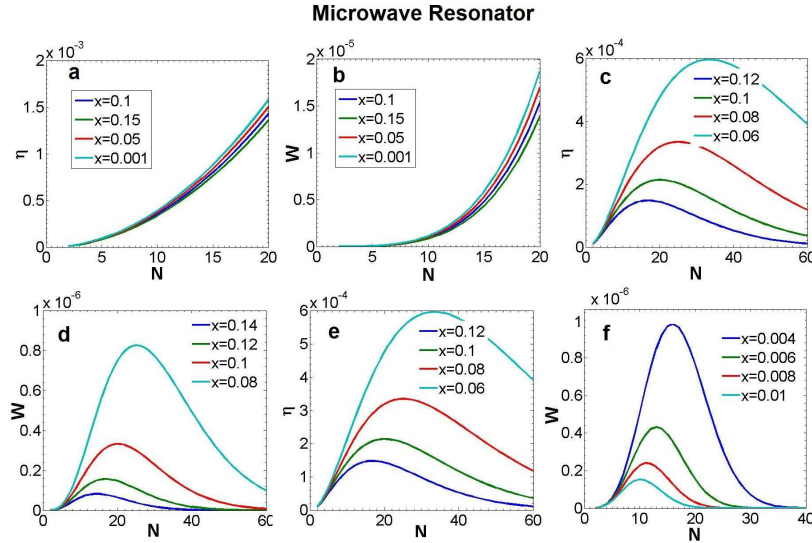 Microwave Resonator
x 10⁻³
a
2
1.5
1
0.5
0
0 5 10 15 20
η
N
x=0.1
x=0.15
x=0.05
x=0.001
x 10⁻⁵
b
2
1.5
1
0.5
0
0 5 10 15 20
W
N
x=0.1
x=0.15
x=0.05
x=0.001
x 10⁻⁴
c
6
4
2
0
0 20 40 60
η
N
x=0.12
x=0.1
x=0.08
x=0.06
x 10⁻⁶
d
1
0.8
0.6
0.4
0.2
0
0 20 40 60
W
N
x=0.14
x=0.12
x=0.1
x=0.08
x 10⁻⁴
e
6
4
2
0
0 20 40 60
η
N
x=0.12
x=0.1
x=0.08
x=0.06
x 10⁻⁶
f
1
0.8
0.6
0.4
0.2
0
0 10 20 30 40
W
N
x=0.004
x=0.006
x=0.008
x=0.01